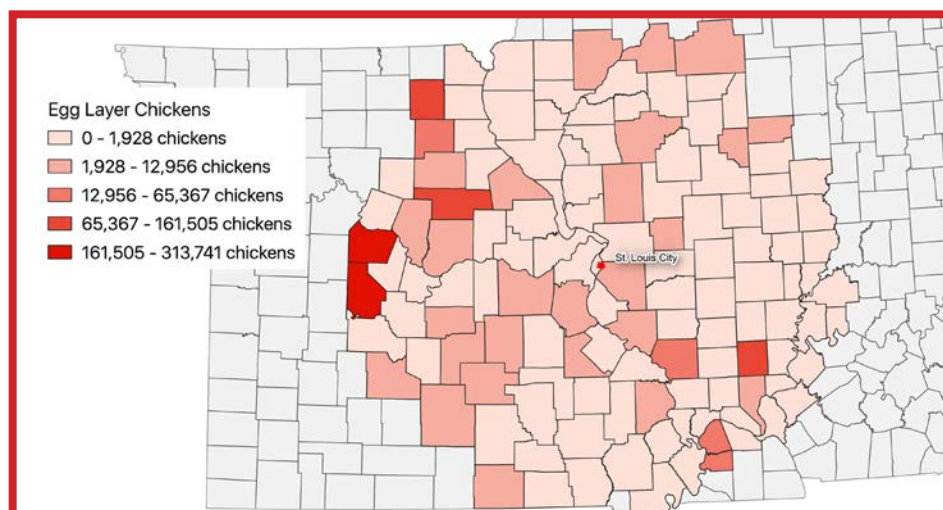 Egg Layer Chickens
0 - 1,928 chickens
1,928 - 12,956 chickens
12,956 - 65,367 chickens
65,367 - 161,505 chickens
161,505 - 313,741 chickens
St. Louis City